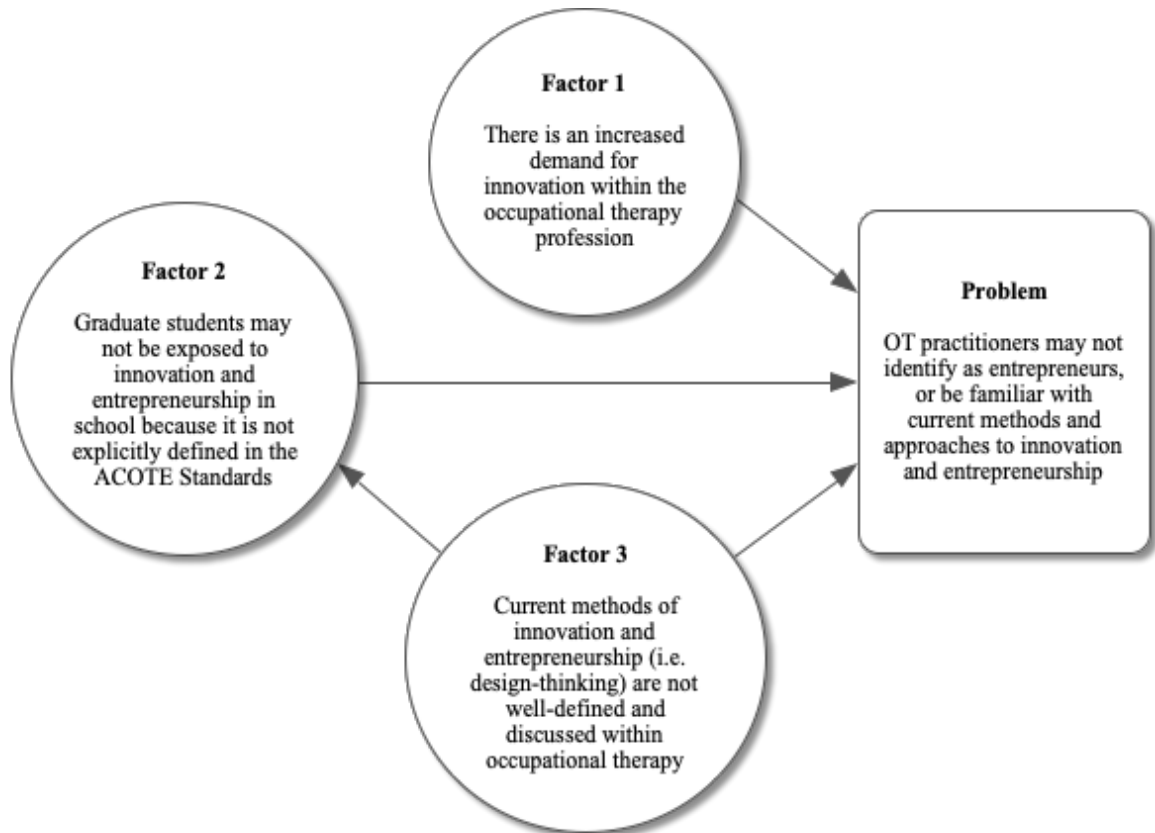 Factor 1
There is an increased
demand for
innovation within the
occupational therapy
profession
Factor 2
Graduate students may
not be exposed to
innovation and
entrepreneurship in
school because it is not
explicitly defined in the
ACOTE Standards
Problem
OT practitioners may not
identify as entrepreneurs,
or be familiar with
current methods and
approaches to innovation
and entrepreneurship
Factor 3
Current methods of
innovation and
entrepreneurship (i.e.
design-thinking) are not
well-defined and
discussed within
occupational therapy